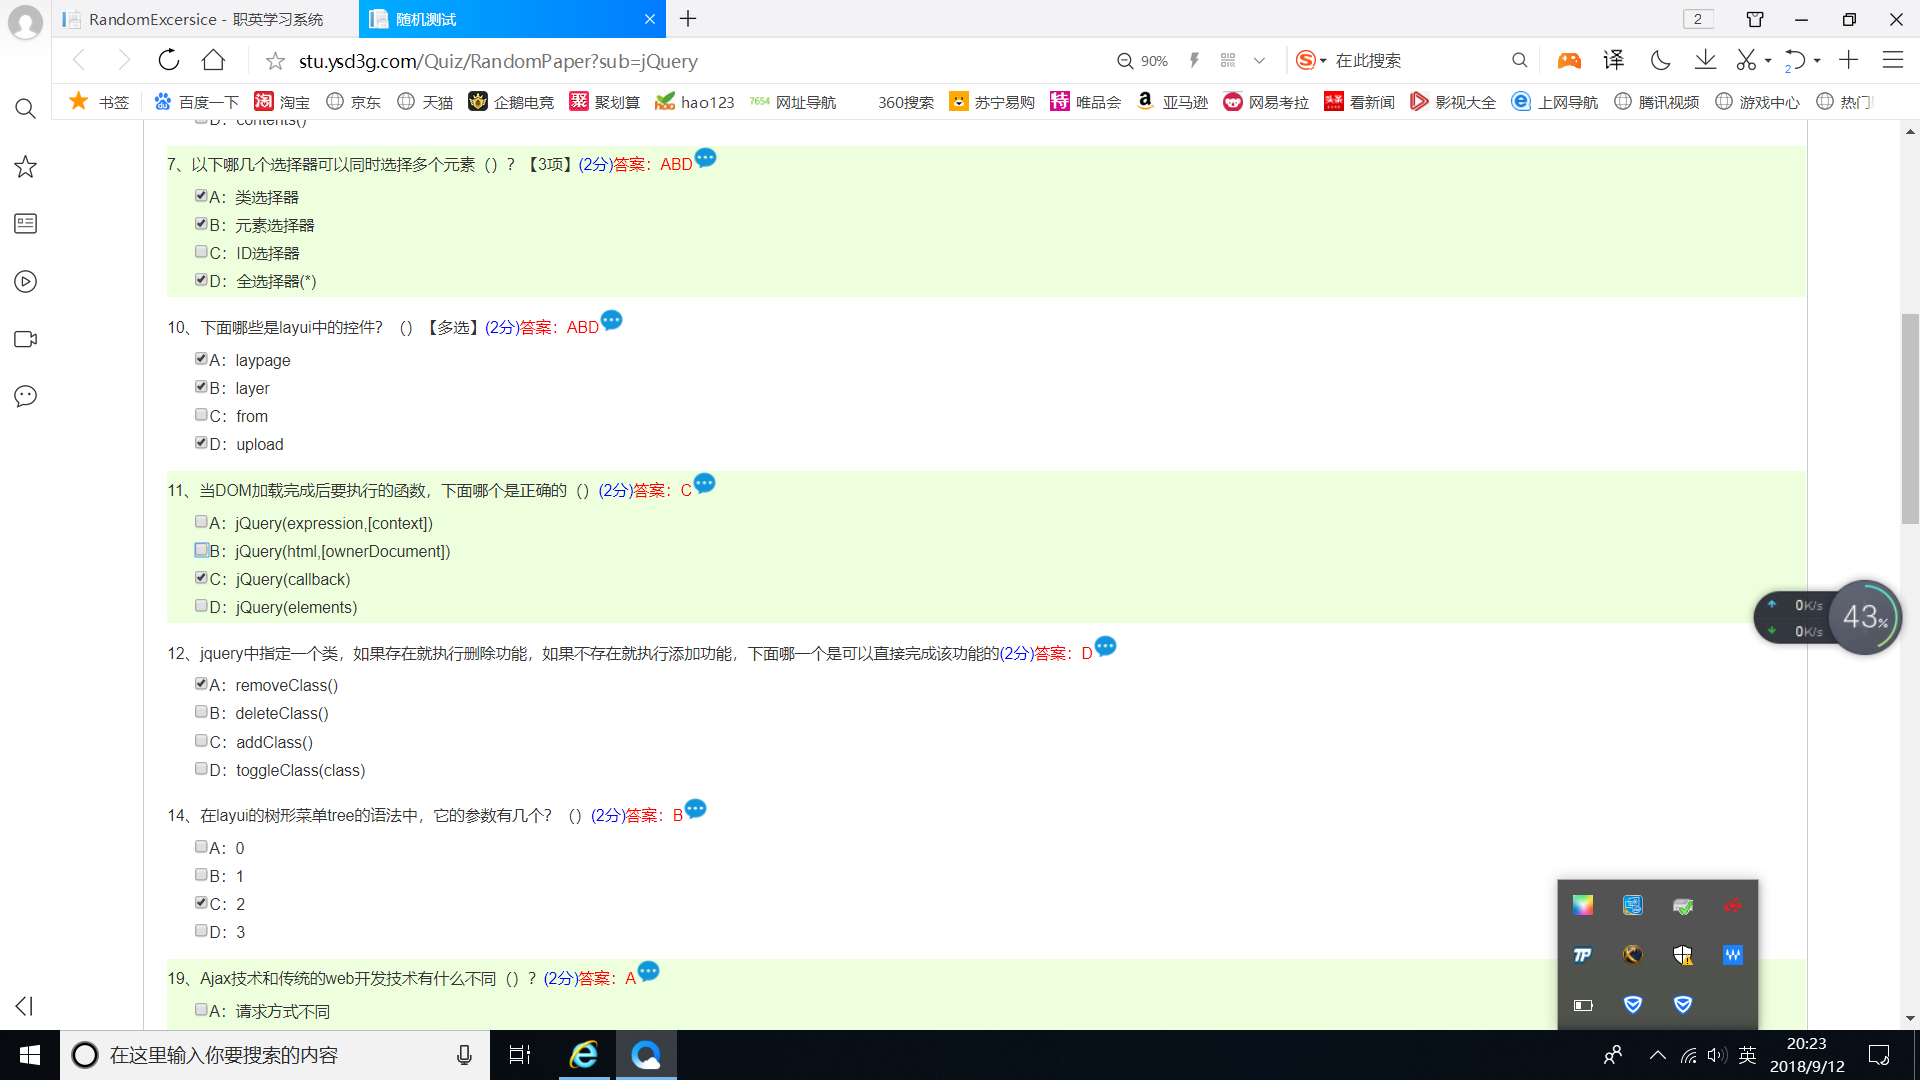 RandomExcersice - 职英学习系统
随机测试
2
stu.ysd3g.com/Quiz/RandomPaper?sub=jQuery
90%
在此搜索
译
2
书签
百度一下
淘宝
京东
天猫
企鹅电竞
聚划算
hao123
7654 网址导航
360搜索
苏宁易购
唯品会
亚马逊
网易考拉
看新闻
影视大全
上网导航
腾讯视频
游戏中心
热门
D：contents()
7、以下哪几个选择器可以同时选择多个元素（）？【3项】(2分)答案：ABD
A：类选择器
B：元素选择器
C：ID选择器
D：全选择器(*)
10、下面哪些是layui中的控件？（）【多选】(2分)答案：ABD
A：laypage
B：layer
C：from
D：upload
11、当DOM加载完成后要执行的函数，下面哪个是正确的（）(2分)答案：C
A：jQuery(expression,[context])
B：jQuery(html,[ownerDocument])
C：jQuery(callback)
D：jQuery(elements)
0K/s
0K/s
43%
12、jquery中指定一个类，如果存在就执行删除功能，如果不存在就执行添加功能，下面哪一个是可以直接完成该功能的(2分)答案：D
A：removeClass()
B：deleteClass()
C：addClass()
D：toggleClass(class)
14、在layui的树形菜单tree的语法中，它的参数有几个？（）(2分)答案：B
A：0
B：1
C：2
D：3
19、Ajax技术和传统的web开发技术有什么不同（）？(2分)答案：A
A：请求方式不同
在这里输入你要搜索的内容
英
20:23
2018/9/12